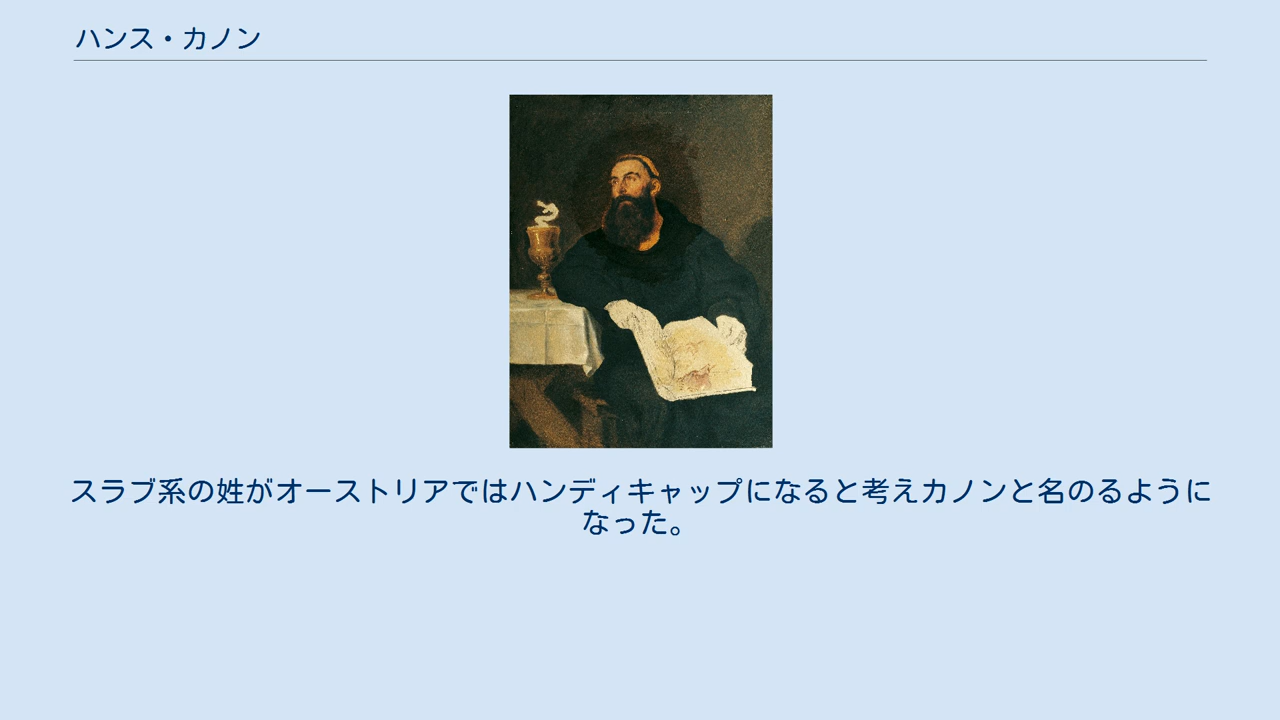 ハンス・カノン
スラブ系の姓がオーストリアではハンディキャップになると考えカノンと名のるように
なった。